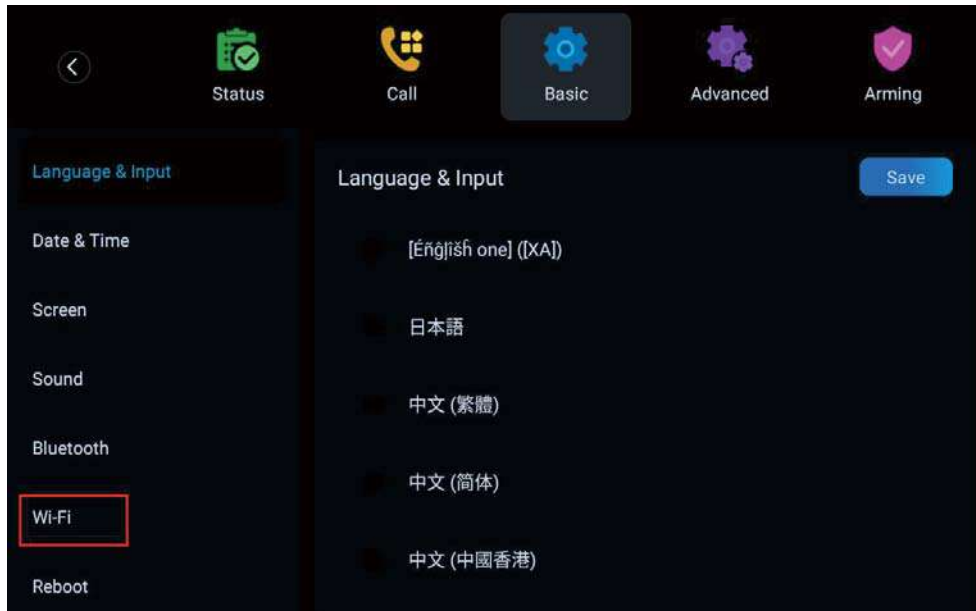 Status
Call
Basic
Advanced
Arming
Language & Input
Date & Time
Screen
Sound
Bluetooth
Wi-Fi
Reboot
Language & Input
Save
[Éñĝļîšĥ one] ([XA])
日本語
中文 (繁體)
中文 (简体)
中文 (中國香港)